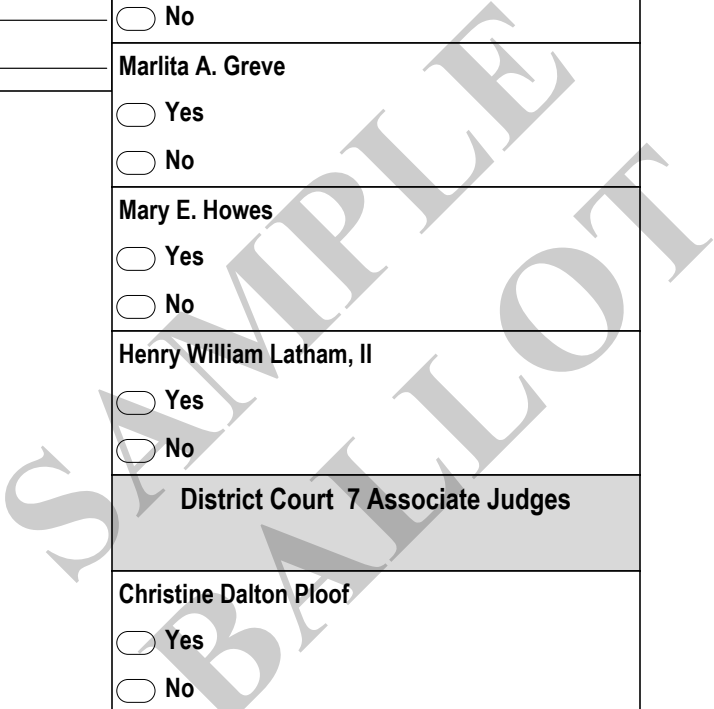 No
Marlita A. Greve
Yes
No
Mary E. Howes
Yes
No
Henry William Latham, II
Yes
No
District Court 7 Associate Judges
Christine Dalton Ploof
Yes
No
SAMPLE
BALLOT